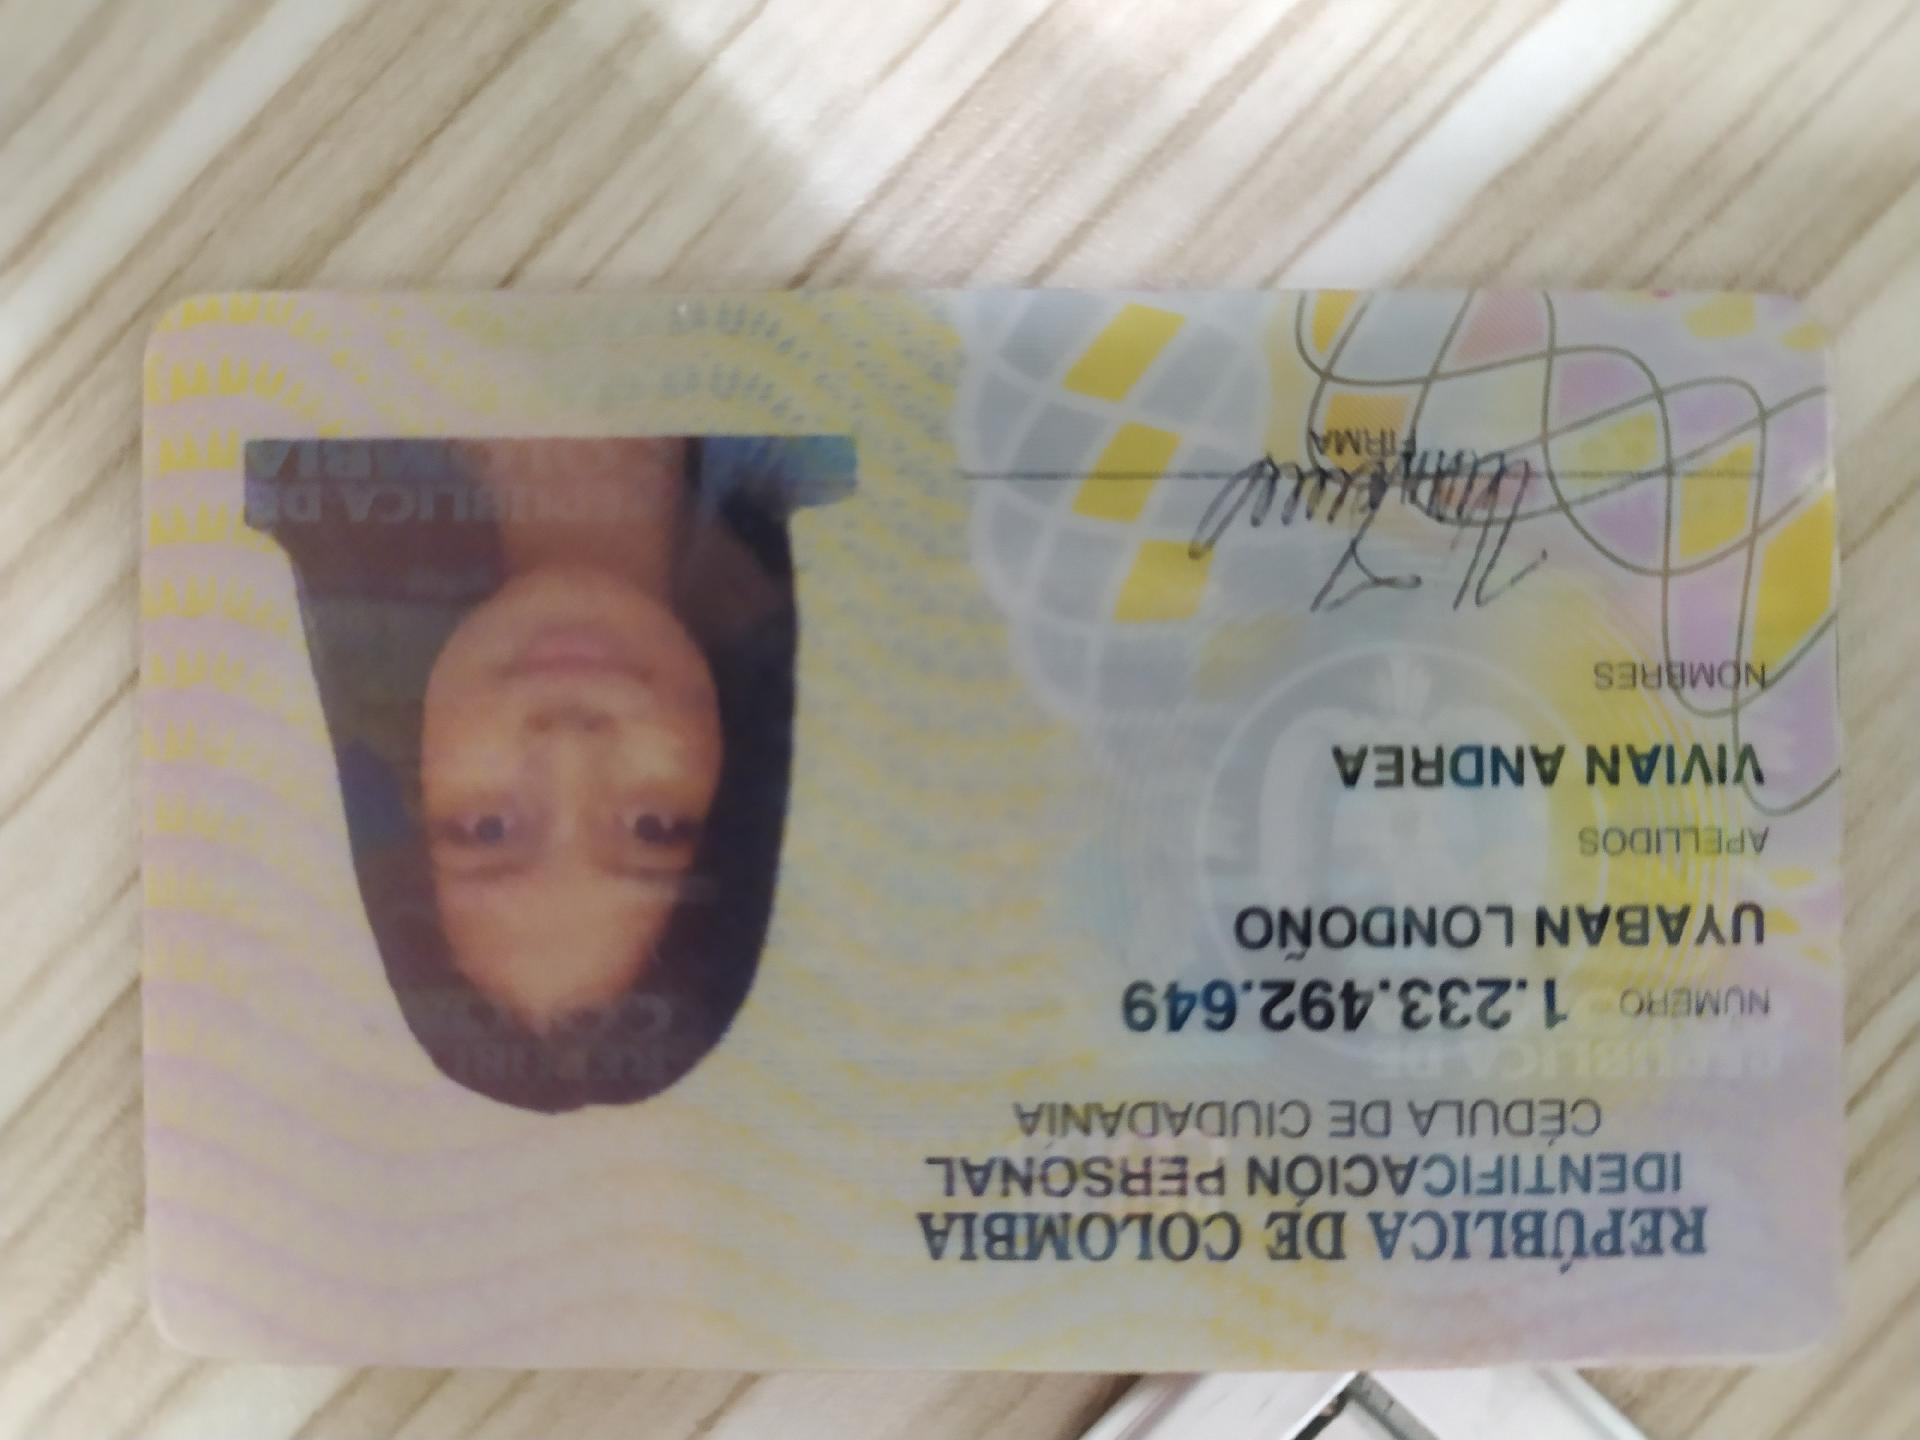 REPÚBLICA DE COLOMBIA
IDENTIFICACIÓN PERSONAL
CÉDULA DE CIUDADANÍA
NÚMERO 1.233.492.649
UYABAN LONDOÑO
APELLIDOS
VIVIAN ANDREA
NOMBRES
FIRMA